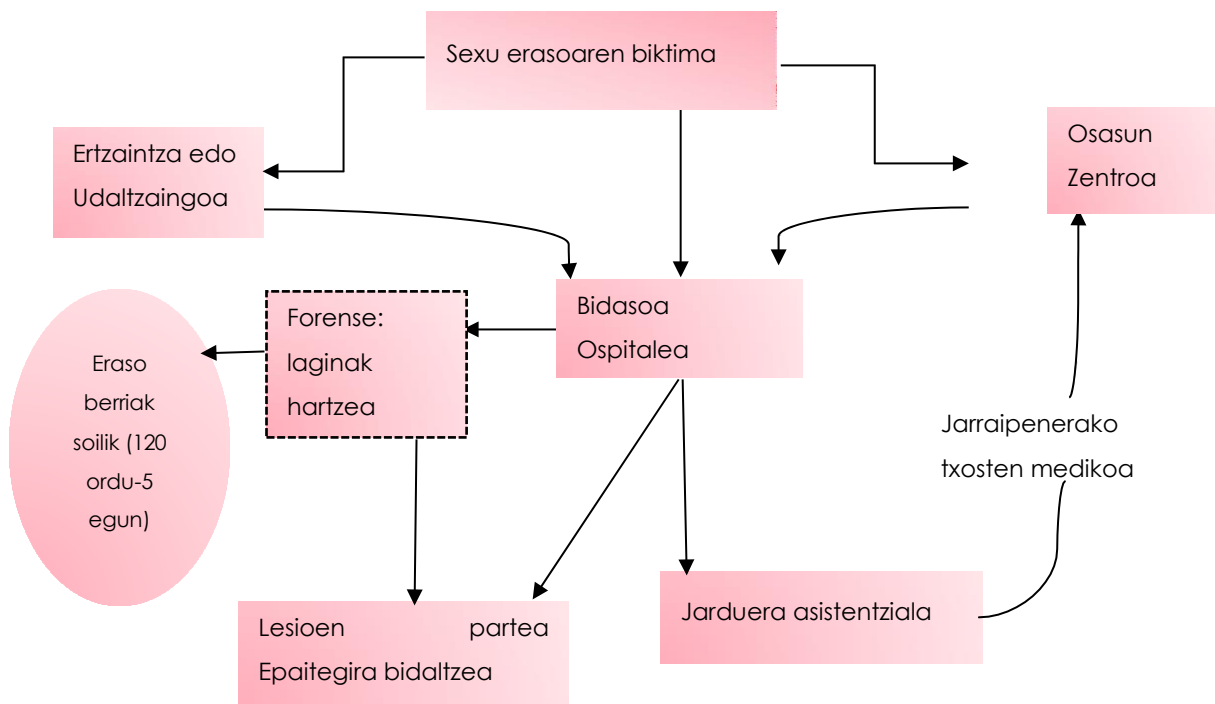 Sexu erasoaren biktima
Ertzaintza edo
Udaltzaingoa
Osasun
Zentroa
Bidasoa
Ospitalea
Forense:
laginak
hartzea
Eraso
berriak
soilik (120
ordu-5
egun)
Jarraipenerako
txosten medikoa
Lesioen partea
Epaitegira bidaltzea
Jarduera asistentziala